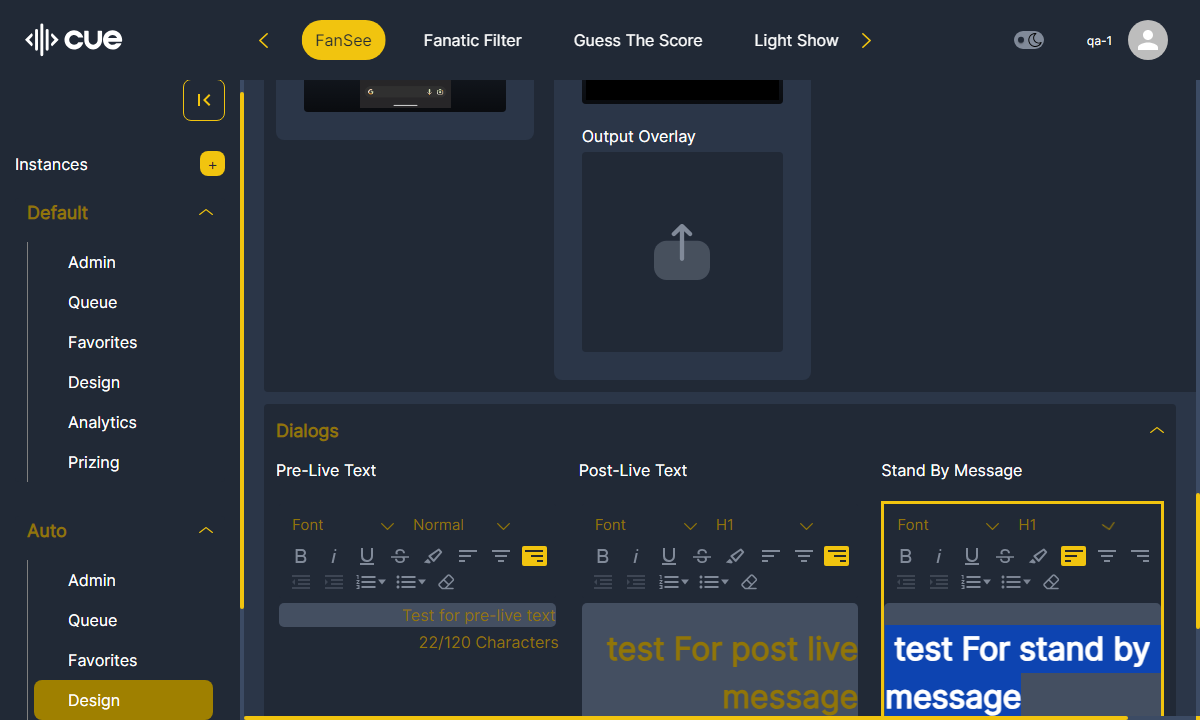 cue
FanSee
Fanatic Filter
Guess The Score
Light Show
qa-1
Instances
+
Default
Admin
Queue
Favorites
Design
Analytics
Prizing
Auto
Admin
Queue
Favorites
Design
G
Output Overlay
Dialogs
Pre-Live Text
Font
Normal
B i U S
Test for pre-live text
22/120 Characters
Post-Live Text
Font
H1
B i U S
test For post live
message
Stand By Message
Font
H1
B i U S
test For stand by
message